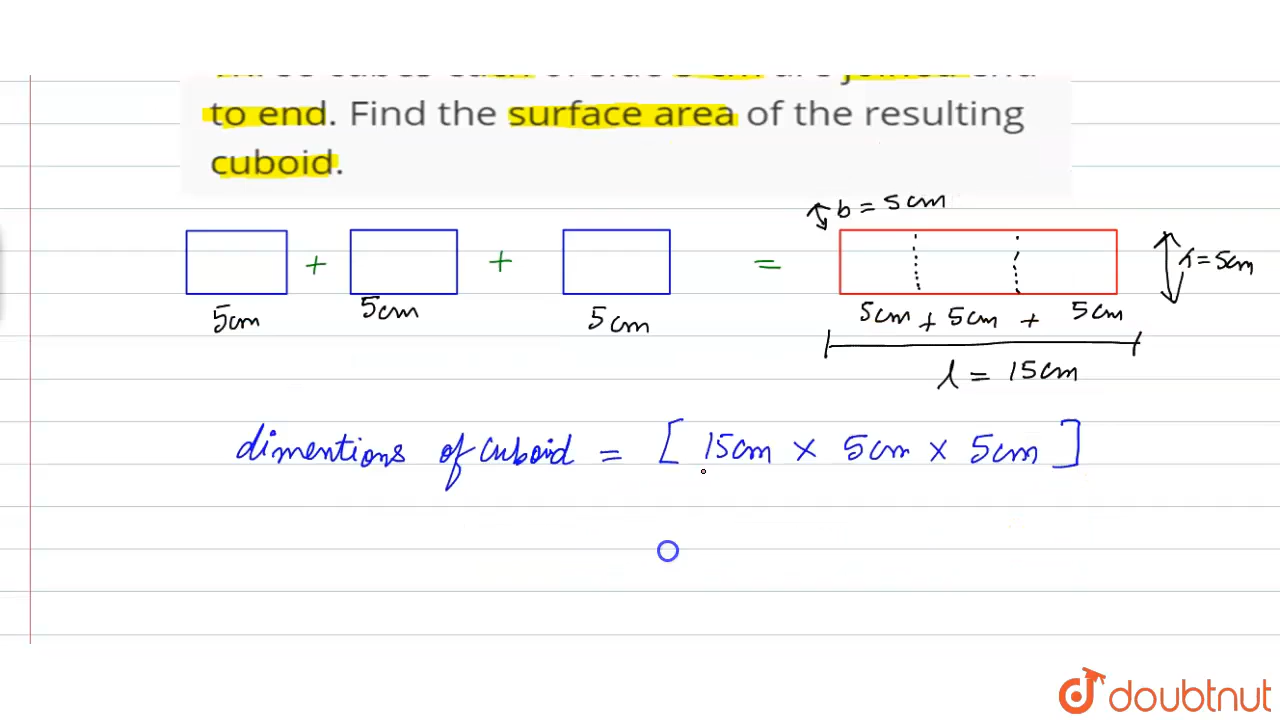 to end. Find the surface area of the resulting
cuboid.
b = 5cm
+ + =
h = 5cm
5cm 5cm 5cm
5cm + 5cm + 5cm
l = 15cm
dimentions of cuboid = [ 15cm × 5cm × 5cm ]
doubtnut